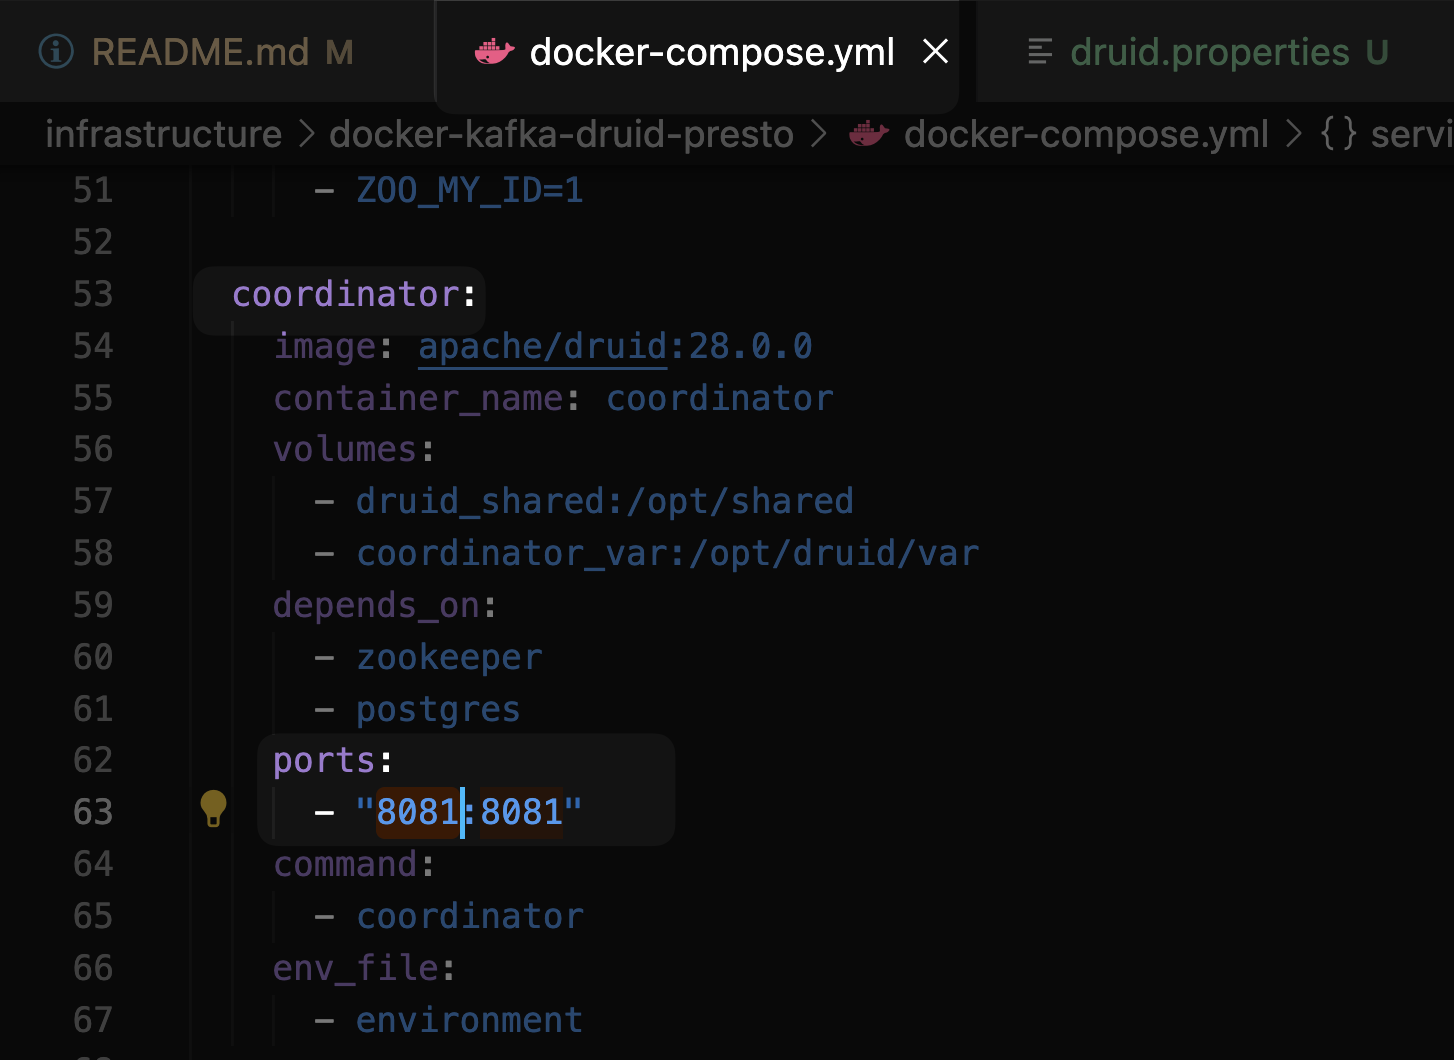 README.md M
docker-compose.yml
druid.properties U
infrastructure > docker-kafka-druid-presto > docker-compose.yml > {} servi
51 - ZOO_MY_ID=1
52
53 coordinator:
54 image: apache/druid:28.0.0
55 container_name: coordinator
56 volumes:
57 - druid_shared:/opt/shared
58 - coordinator_var:/opt/druid/var
59 depends_on:
60 - zookeeper
61 - postgres
62 ports:
63 - "8081:8081"
64 command:
65 - coordinator
66 env_file:
67 - environment